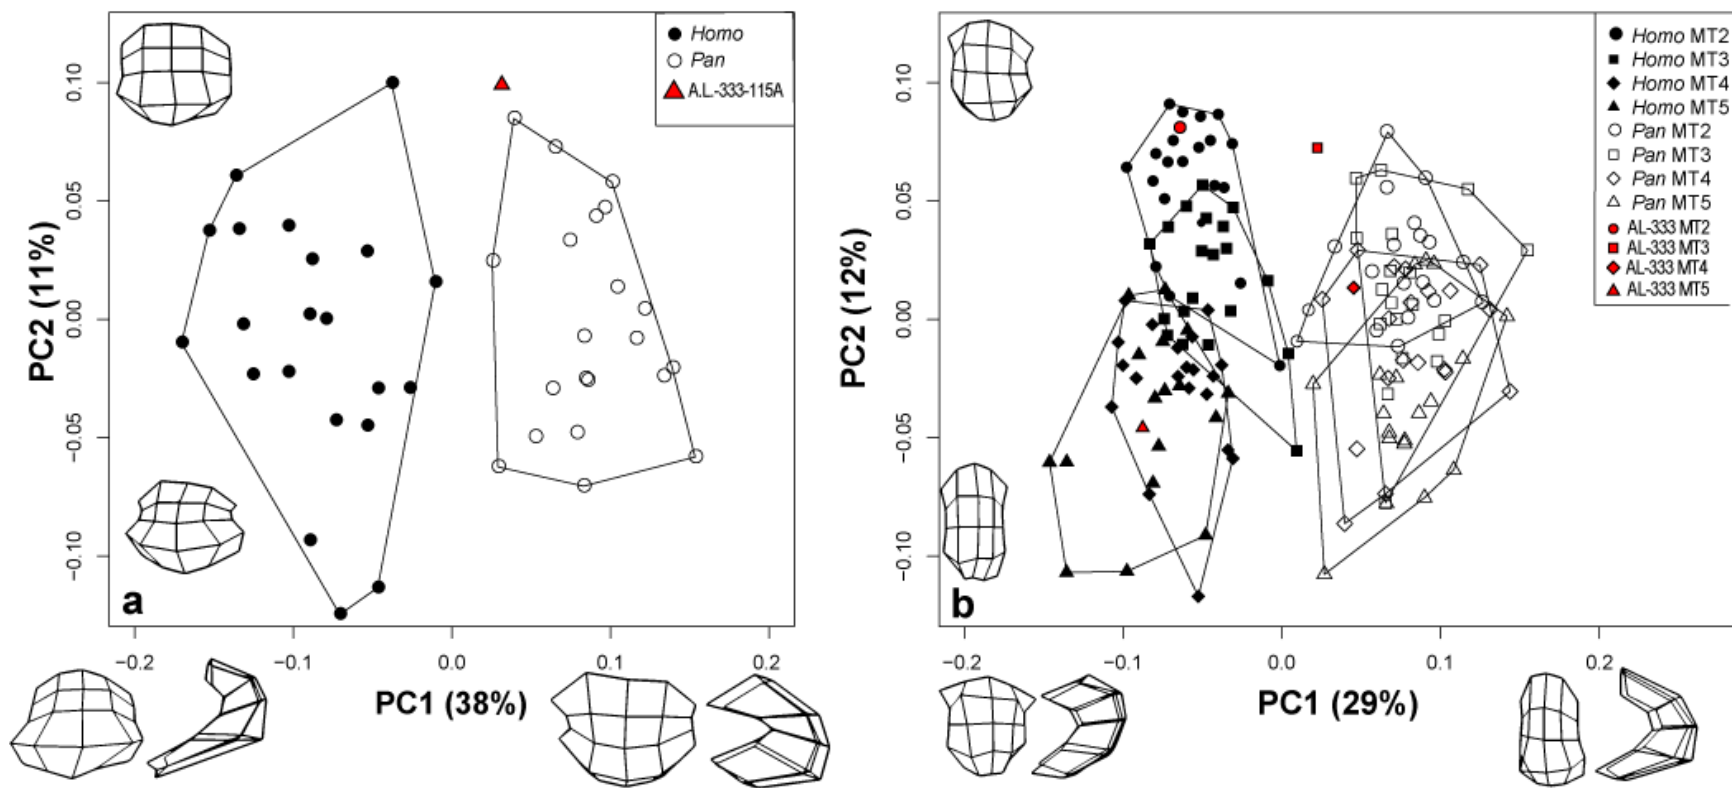 Homo
Pan
A.L.-333-115A
0.10
0.05
0.00
−0.05
−0.10
PC2 (11%)
a
−0.2
−0.1
0.0
0.1
0.2
PC1 (38%)
Homo MT2
Homo MT3
Homo MT4
Homo MT5
Pan MT2
Pan MT3
Pan MT4
Pan MT5
AL-333 MT2
AL-333 MT3
AL-333 MT4
AL-333 MT5
0.10
0.05
0.00
−0.05
−0.10
PC2 (12%)
b
−0.2
−0.1
0.0
0.1
0.2
PC1 (29%)